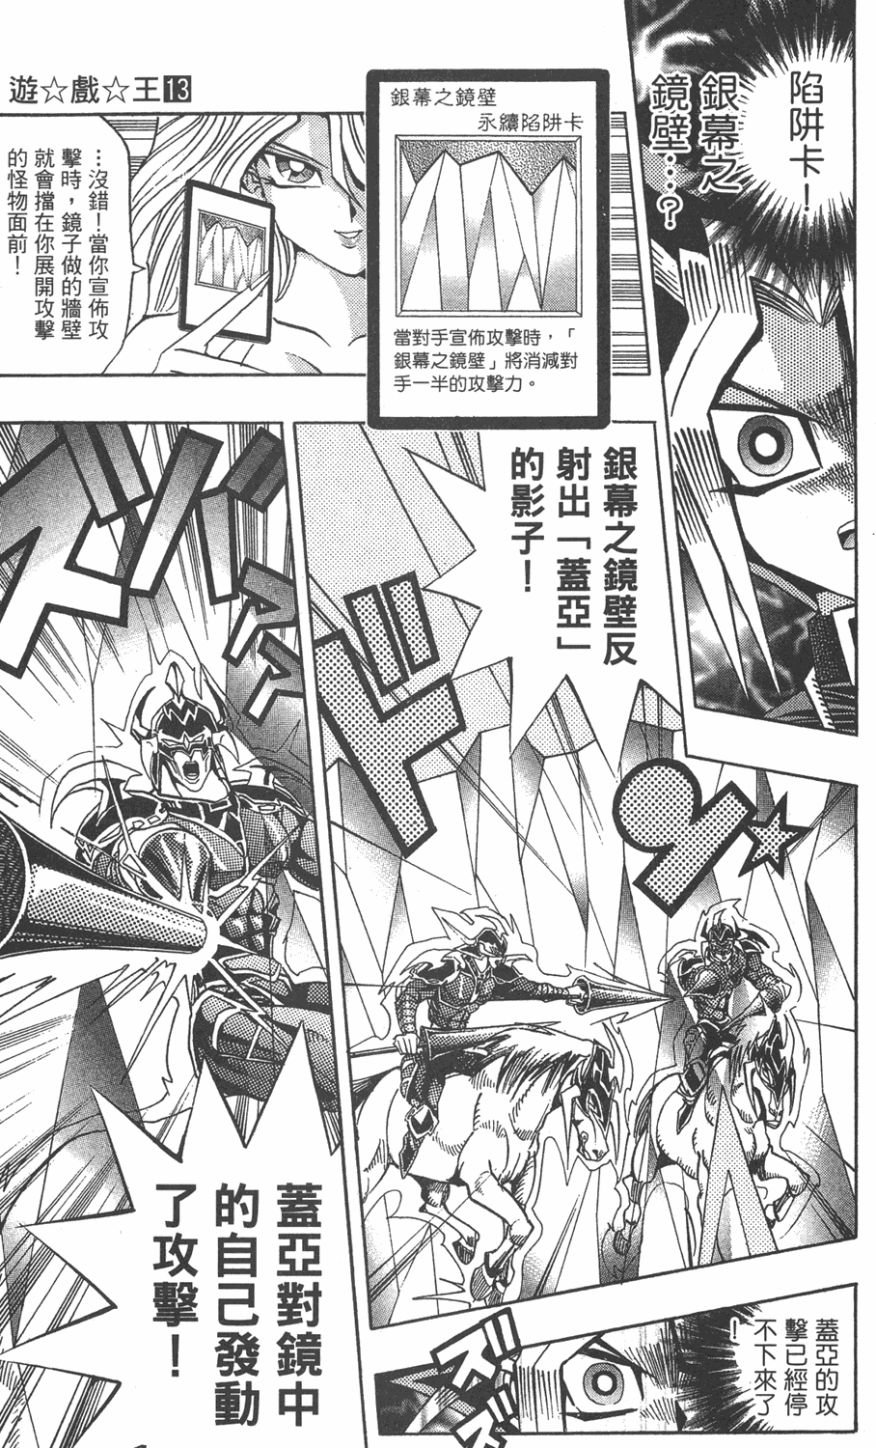 遊☆戲☆王13
陷阱卡！
銀幕之
鏡壁…？
銀幕之鏡壁
永續陷阱卡
當對手宣佈攻擊時，「
銀幕之鏡壁」將消減對
手一半的攻擊力。
…沒錯！當你宣佈攻
擊時，鏡子做的牆壁
就會擋在你展開攻擊
的怪物面前！
銀幕之鏡壁反
射出「蓋亞」
的影子！
ドドドド
蓋亞的攻
擊已經停
不下來了
！
蓋亞對鏡中
的自己發動
了攻擊！